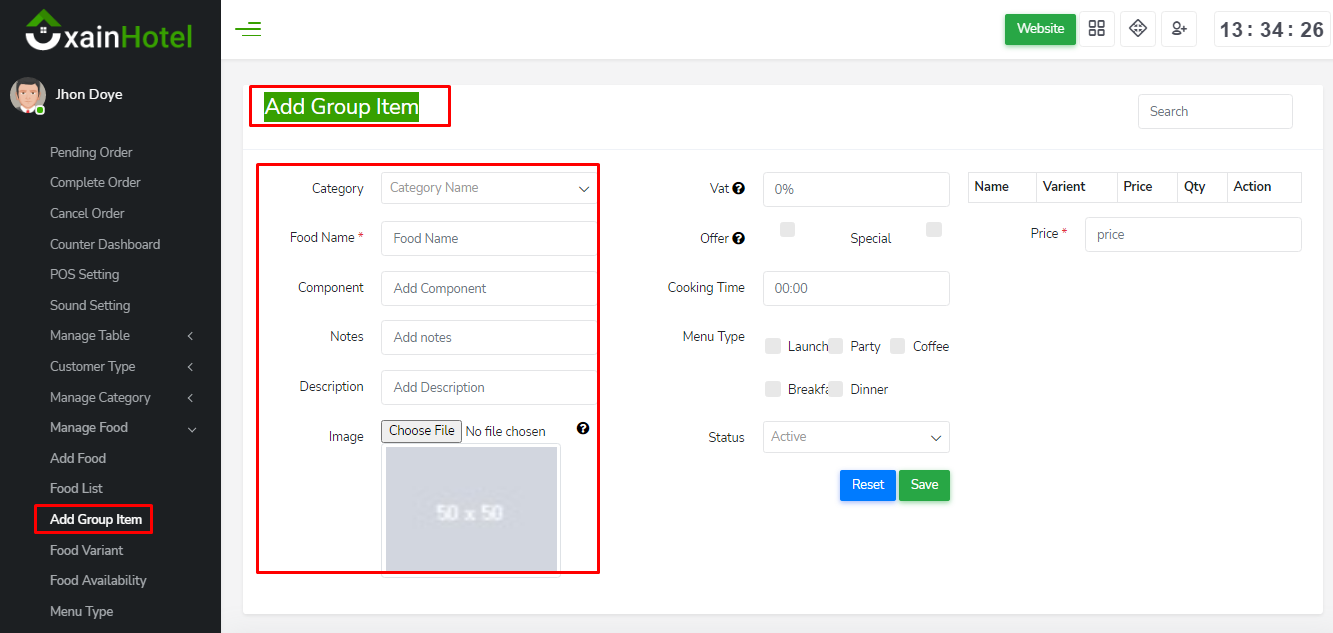 xainHotel
Website
13 : 34 : 26
Jhon Doye
Pending Order
Complete Order
Cancel Order
Counter Dashboard
POS Setting
Sound Setting
Manage Table
Customer Type
Manage Category
Manage Food
Add Food
Food List
Add Group Item
Food Variant
Food Availability
Menu Type
Add Group Item
Search
Category
Category Name
Food Name *
Food Name
Component
Add Component
Notes
Add notes
Description
Add Description
Image
Choose File No file chosen
50 x 50
Vat
0%
Offer
Special
Cooking Time
00:00
Menu Type
Launch Party Coffee
Breakfa Dinner
Status
Active
Reset Save
Name Varient Price Qty Action
Price *
price